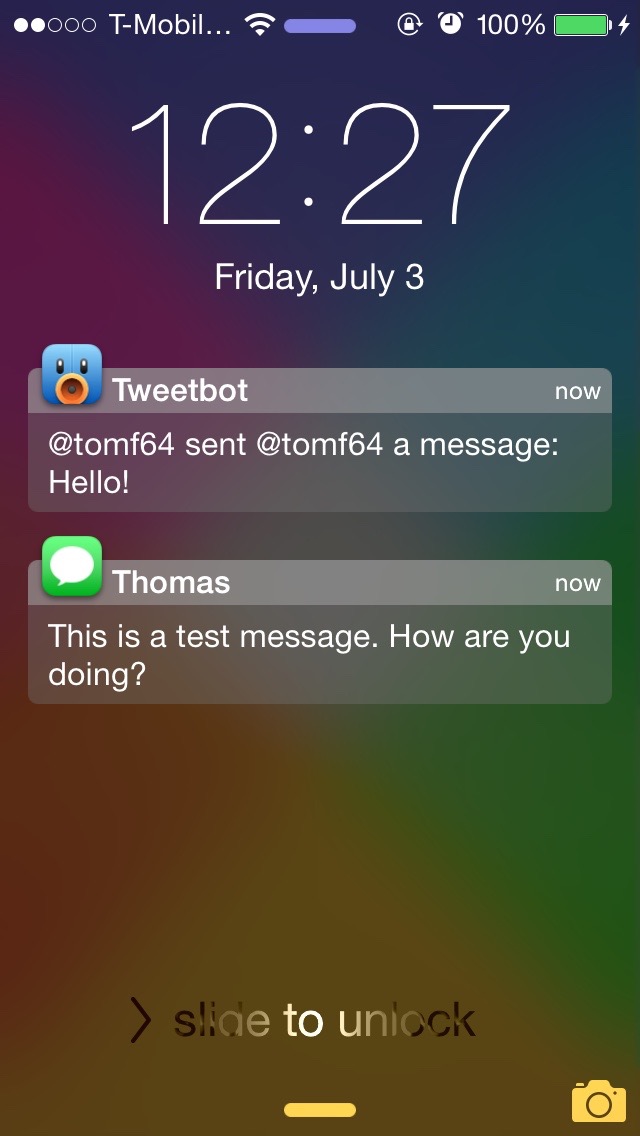 T-Mobil... 100%
12:27
Friday, July 3
Tweetbot now
@tomf64 sent @tomf64 a message:
Hello!
Thomas now
This is a test message. How are you
doing?
slide to unlock